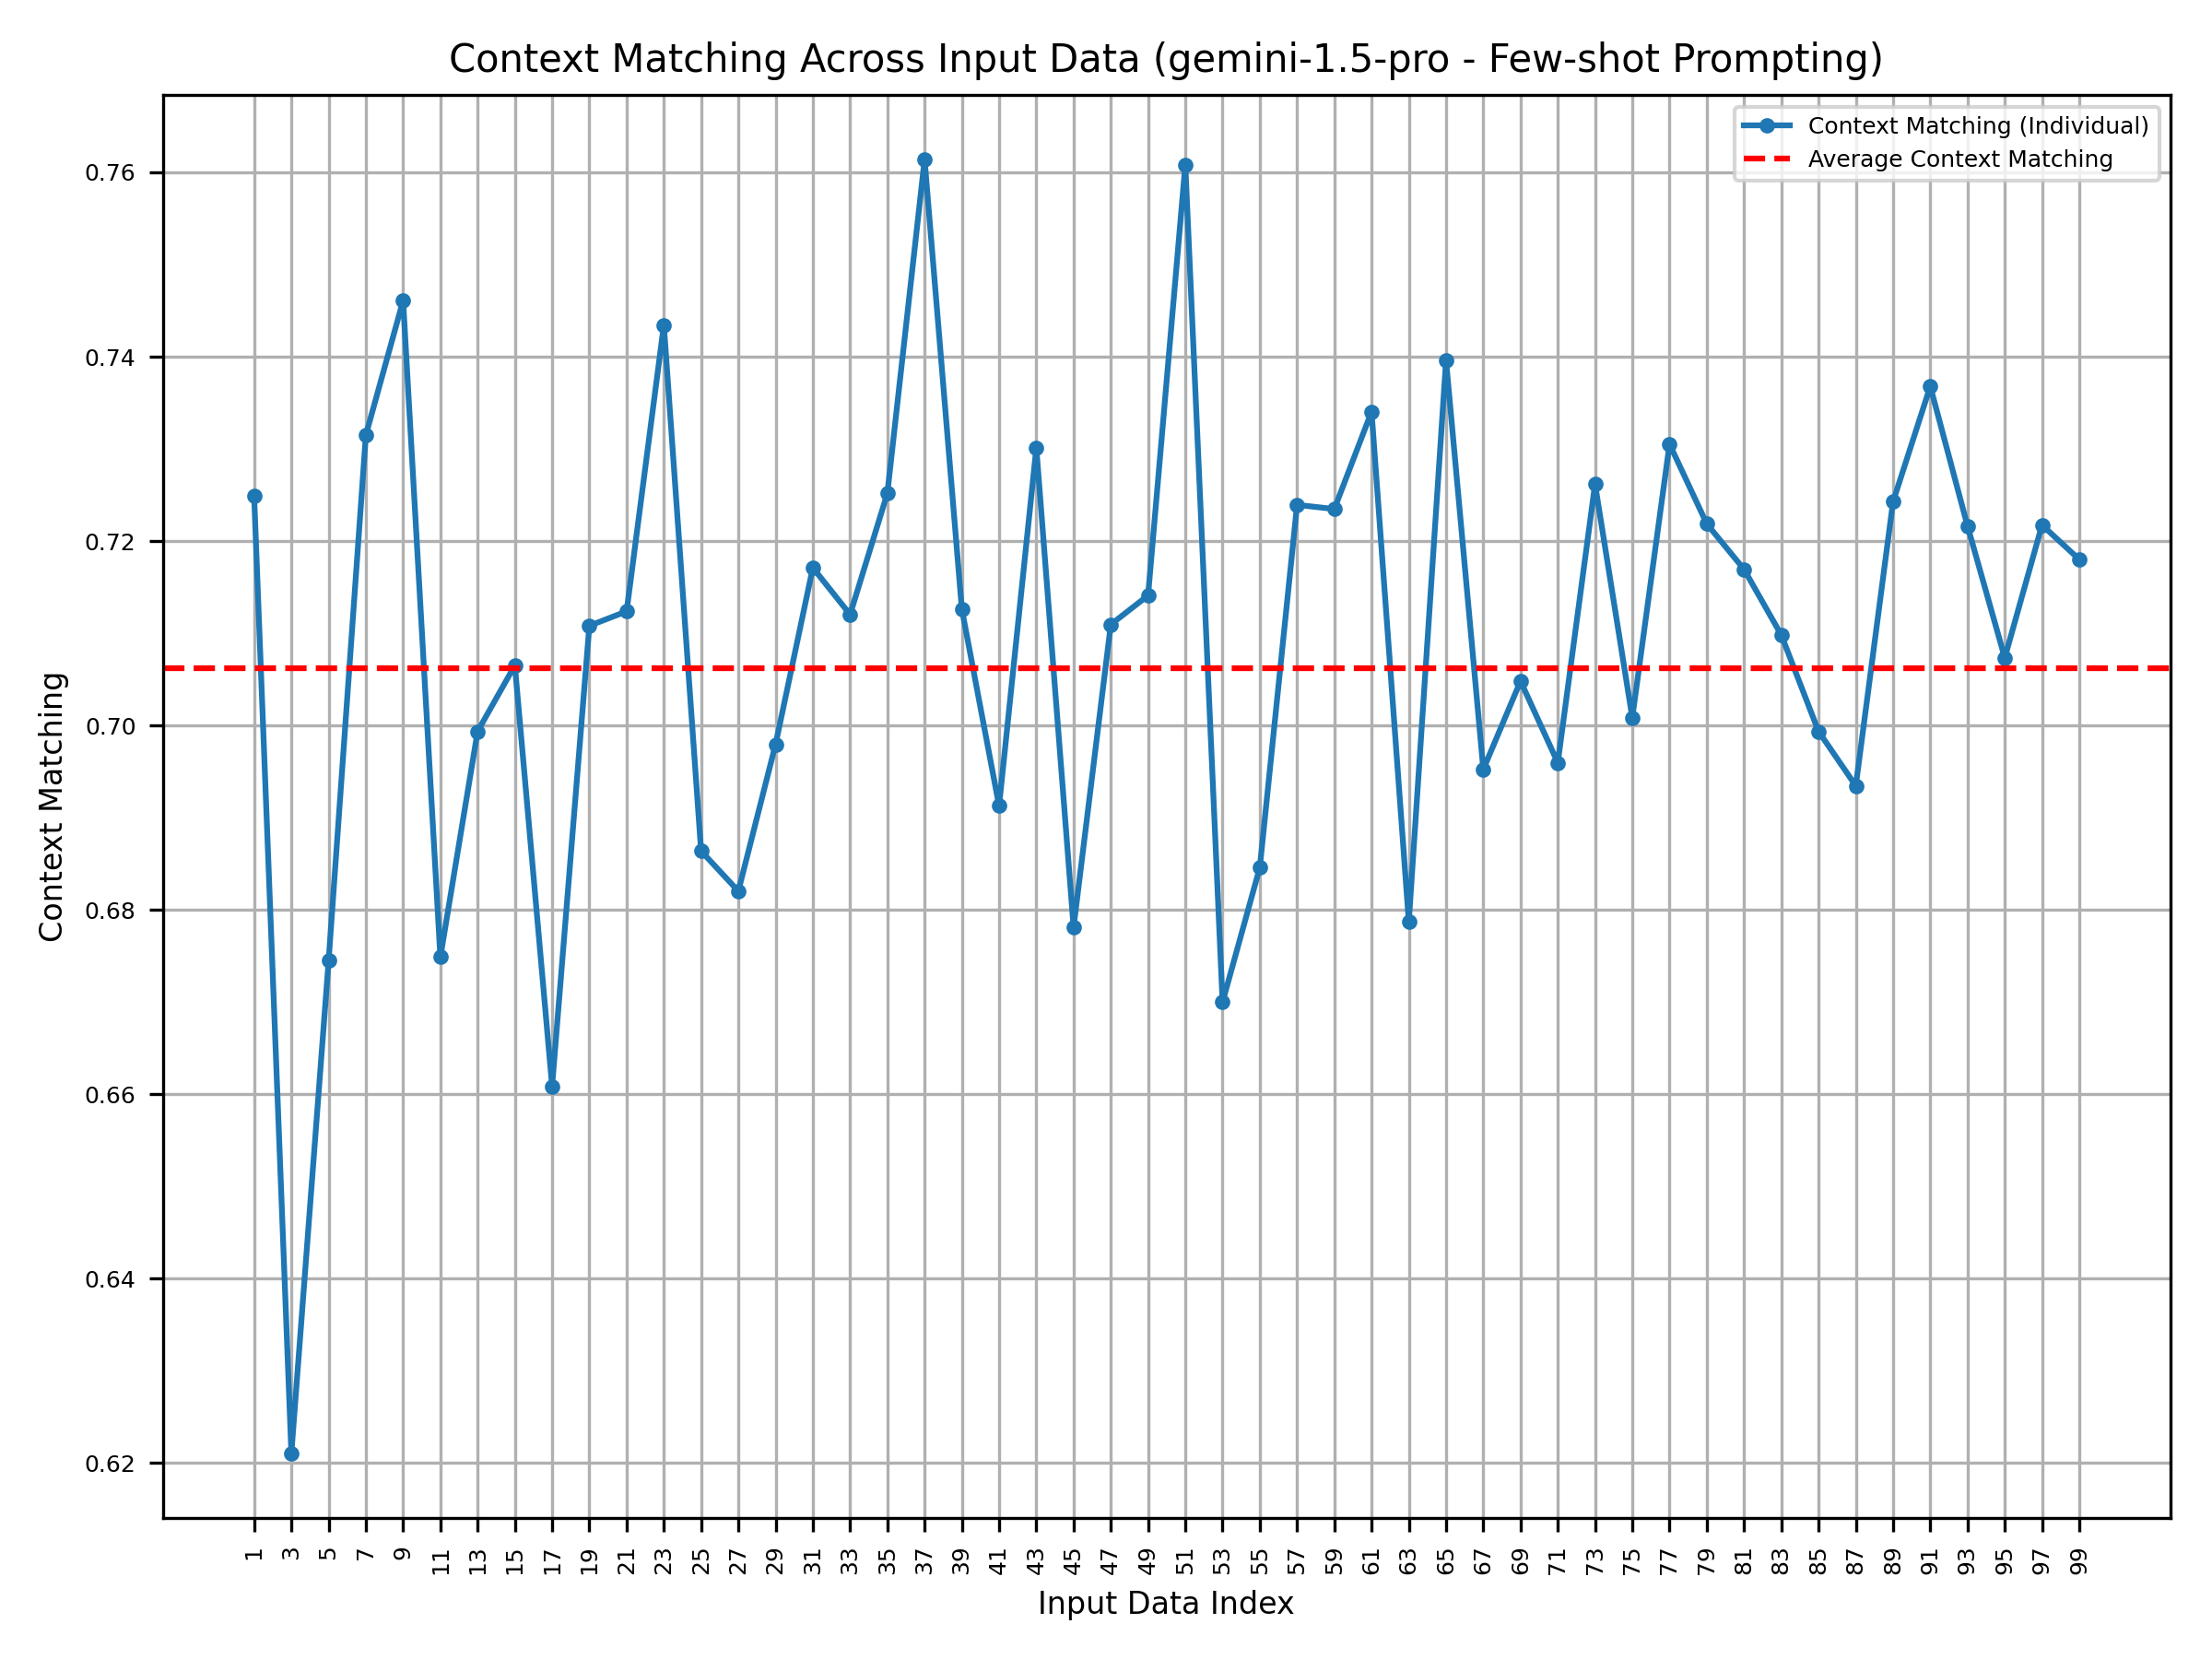 Context Matching Across Input Data (gemini-1.5-pro - Few-shot Prompting)
Context Matching (Individual)
Average Context Matching
Context Matching
0.76
0.74
0.72
0.70
0.68
0.66
0.64
0.62
1 3 5 7 9 11 13 15 17 19 21 23 25 27 29 31 33 35 37 39 41 43 45 47 49 51 53 55 57 59 61 63 65 67 69 71 73 75 77 79 81 83 85 87 89 91 93 95 97 99
Input Data Index